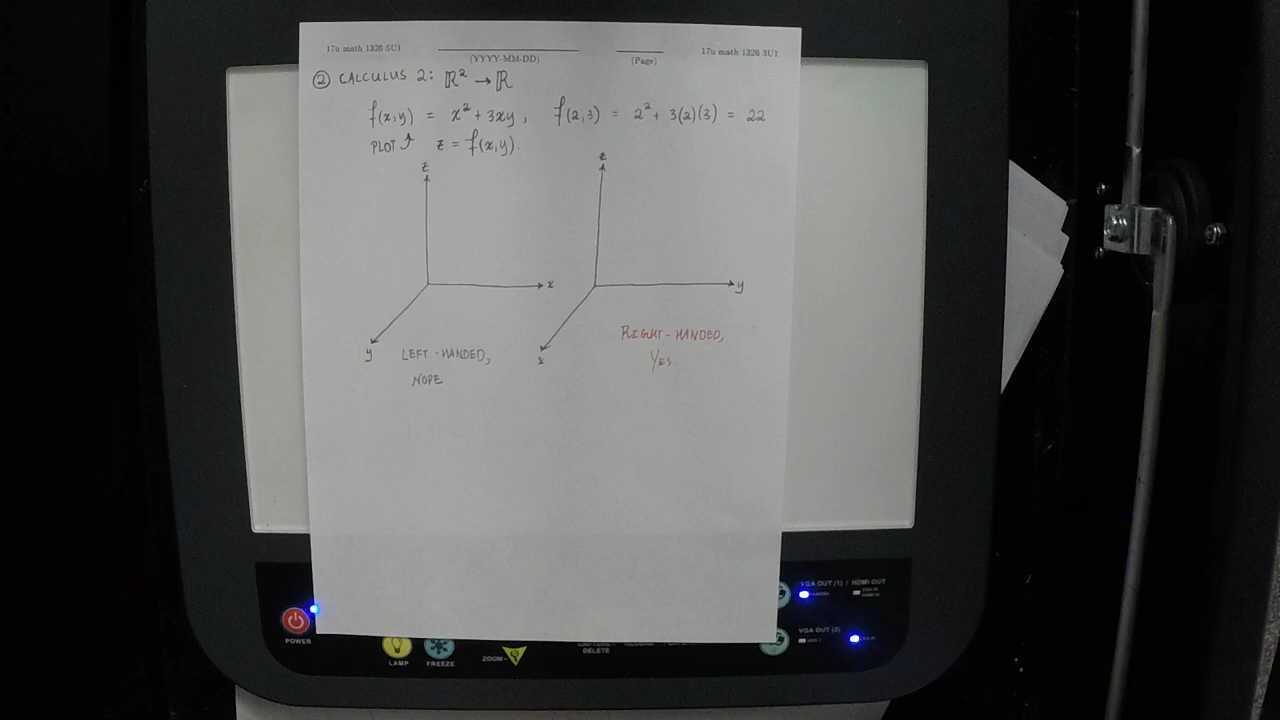 17u math 1326 5U1
17u math 1326 5U1
(YYYY-MM-DD)
(Page)
② CALCULUS 2: ℝ² → ℝ
f(x,y) = x² + 3xy, f(2,3) = 2² + 3(2)(3) = 22
PLOT ↑ z = f(x,y).
z
x
y
LEFT-HANDED,
NOPE
z
y
x
RIGHT-HANDED,
YES
POWER
LAMP
FREEZE
ZOOM -
DELETE
VGA OUT (1) / HDMI OUT
VGA OUT (2)